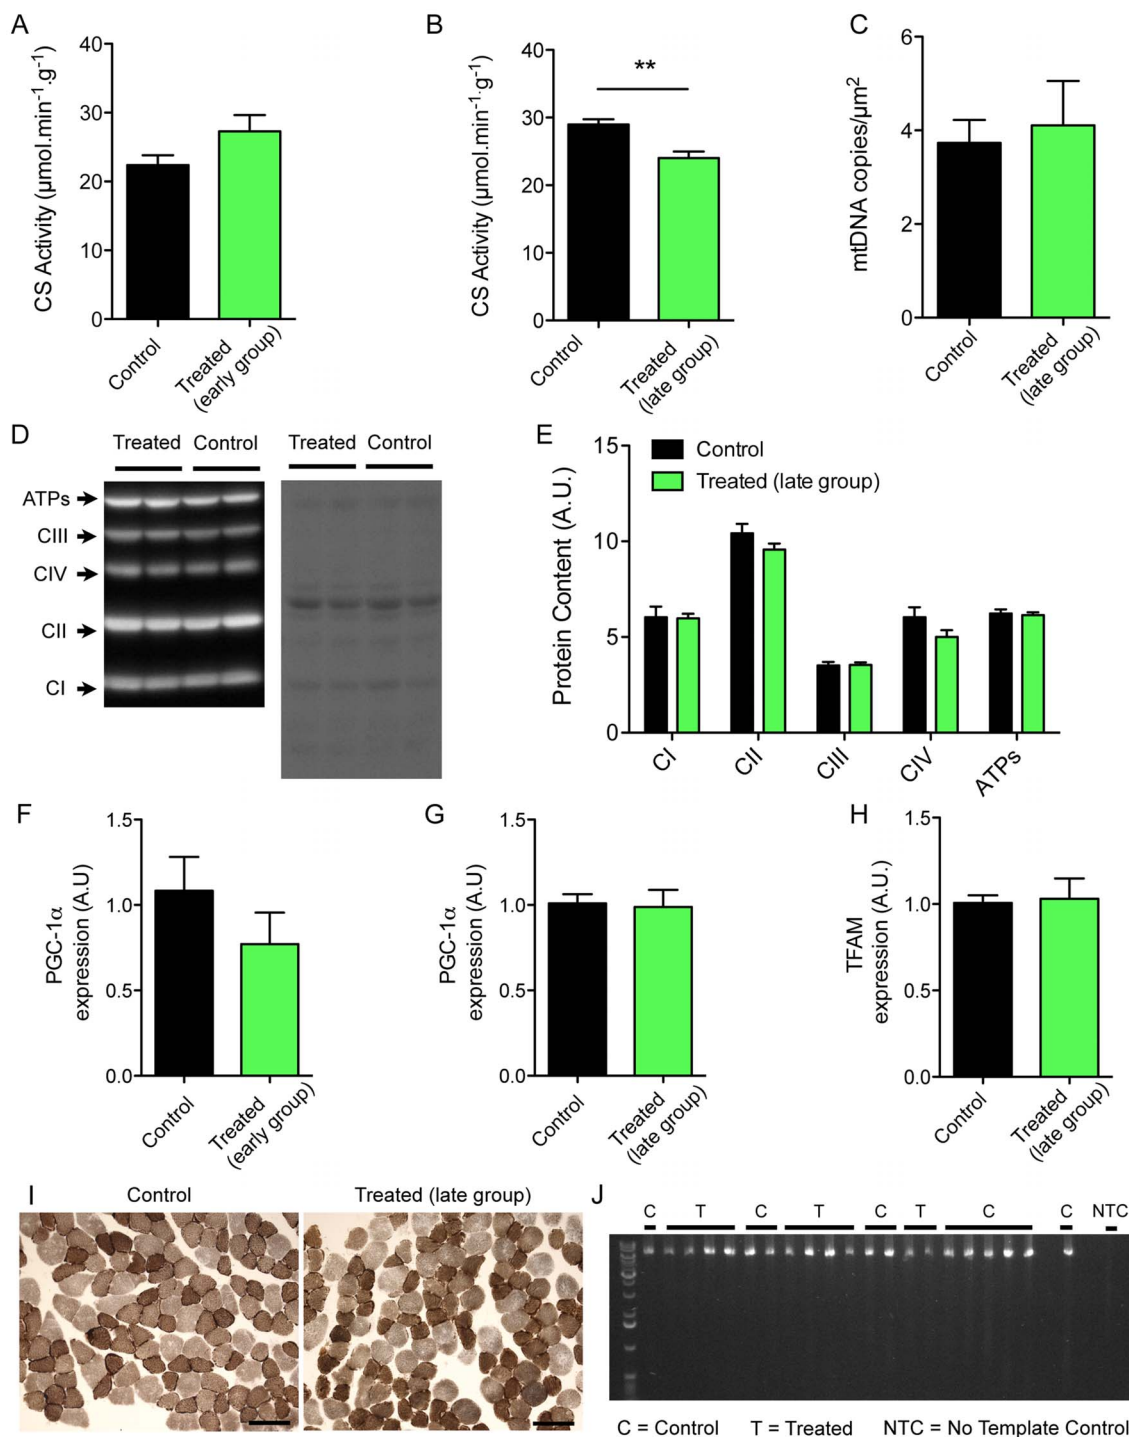 A
CS Activity (µmol.min⁻¹.g⁻¹)
40
30
20
10
0
Control
Treated
(early group)
B
CS Activity (µmol.min⁻¹·g⁻¹)
40
30
20
10
0
**
Control
Treated
(late group)
C
mtDNA copies/µm²
6
4
2
0
Control
Treated
(late group)
D
Treated Control
Treated Control
ATPs
CIII
CIV
CII
CI
E
Protein Content (A.U.)
15
10
5
0
Control
Treated (late group)
CI
CII
CIII
CIV
ATPs
F
PGC-1α
expression (A.U)
1.5
1.0
0.5
0.0
Control
Treated
(early group)
G
PGC-1α
expression (A.U)
1.5
1.0
0.5
0.0
Control
Treated
(late group)
H
TFAM
expression (A.U.)
1.5
1.0
0.5
0.0
Control
Treated
(late group)
I
Control
Treated (late group)
J
C T C T C T C C NTC
C = Control T = Treated NTC = No Template Control